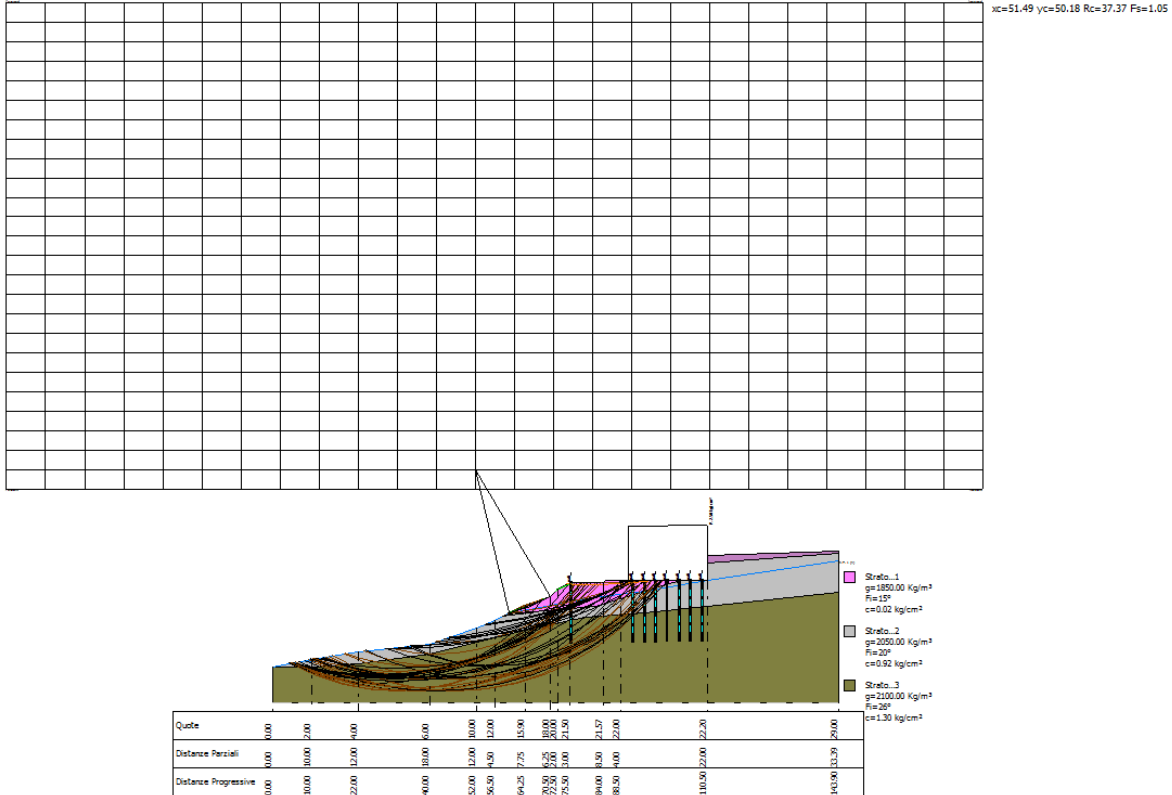 xc=51.49 yc=50.18 Rc=37.37 Fs=1.05
Strato...1
g=1850.00 Kg/m³
Fi=15°
c=0.02 kg/cm²
Strato...2
g=2050.00 Kg/m³
Fi=20°
c=0.92 kg/cm²
Strato...3
g=2100.00 Kg/m³
Fi=26°
c=1.30 kg/cm²
Quote 0.00 2.00 4.00 6.00 10.00 12.00 15.90 18.00 20.00 21.50 21.57 22.00 22.20 29.00
Distanze Parziali 0.00 10.00 12.00 18.00 12.00 4.50 7.75 6.25 2.00 3.00 8.50 4.00 22.00 33.39
Distanze Progressive 0.00 10.00 22.00 40.00 52.00 56.50 64.25 70.50 72.50 75.50 84.00 88.50 110.50 143.90